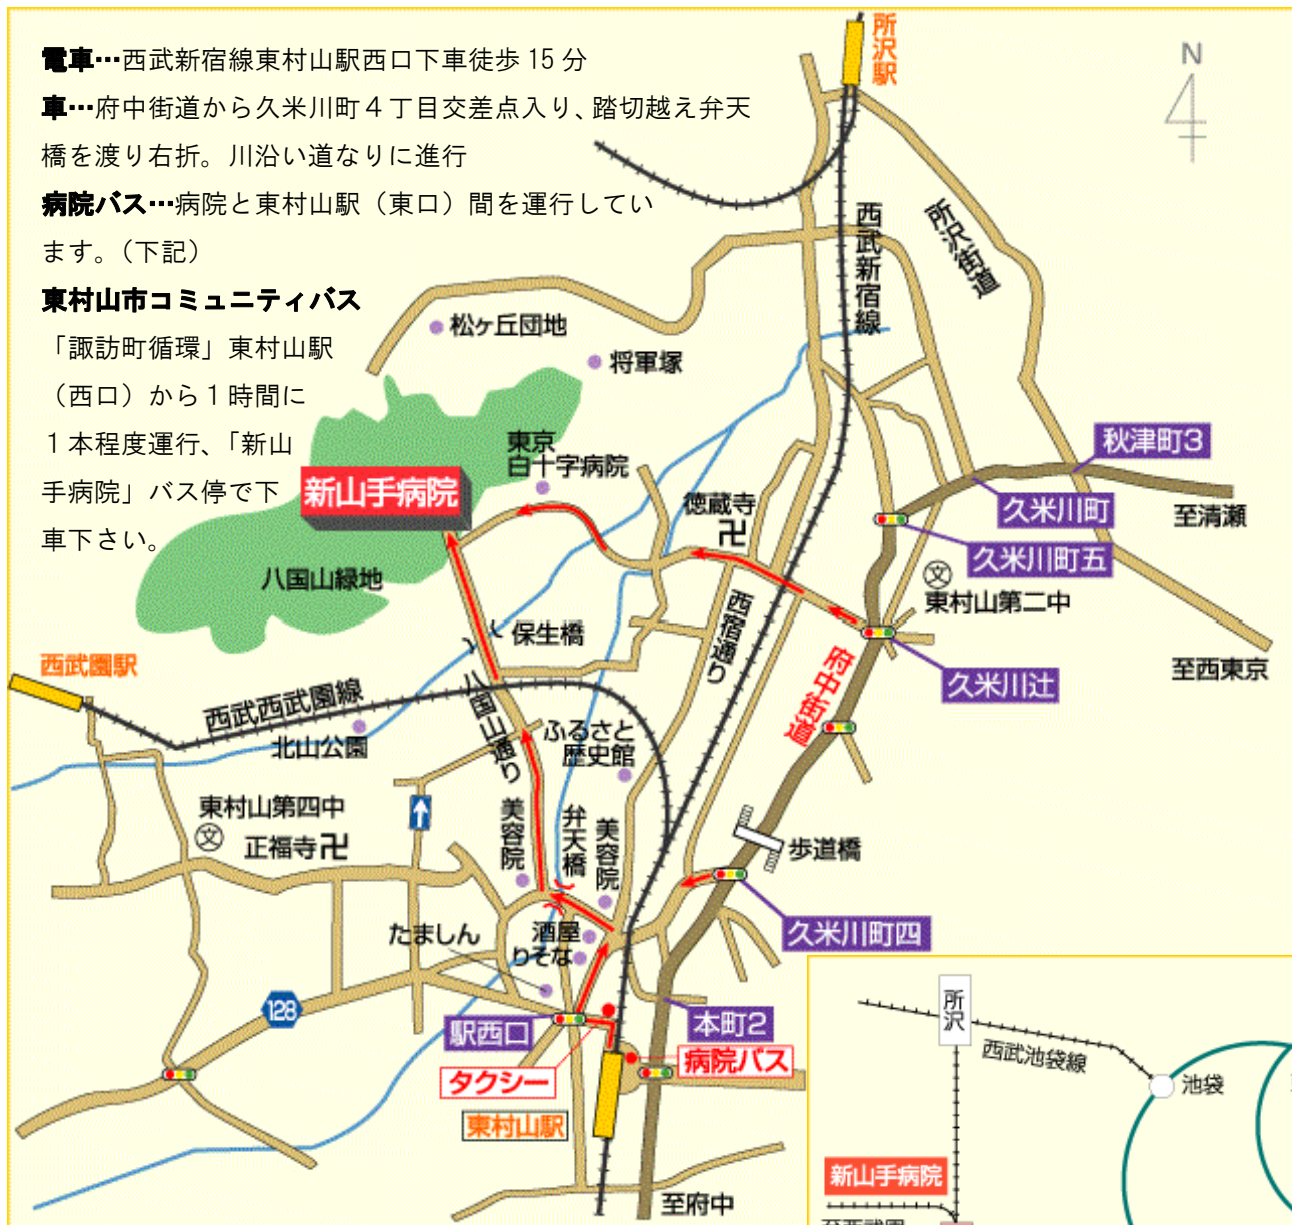 電車…西武新宿線東村山駅西口下車徒歩 15 分
車…府中街道から久米川町４丁目交差点入り、踏切越え弁天
橋を渡り右折。川沿い道なりに進行
病院バス…病院と東村山駅（東口）間を運行してい
ます。（下記）
東村山市コミュニティバス
「諏訪町循環」東村山駅
（西口）から１時間に
１本程度運行、「新山
手病院」バス停で下
車下さい。
所沢駅
N
西武新宿線
所沢街道
松ヶ丘団地
将軍塚
東京
白十字病院
新山手病院
八国山緑地
徳蔵寺
卍
秋津町3
久米川町
至清瀬
久米川町五
文
東村山第二中
久米川辻
至西東京
西宿通り
府中街道
保生橋
西武園駅
西武西武園線
八国山通り
北山公園
ふるさと
歴史館
東村山第四中
文
正福寺卍
美容院
弁天橋
美容院
歩道橋
久米川町四
たましん
酒屋
りそな
128
駅西口
本町2
タクシー
病院バス
東村山駅
至府中
所沢
西武池袋線
池袋
新山手病院